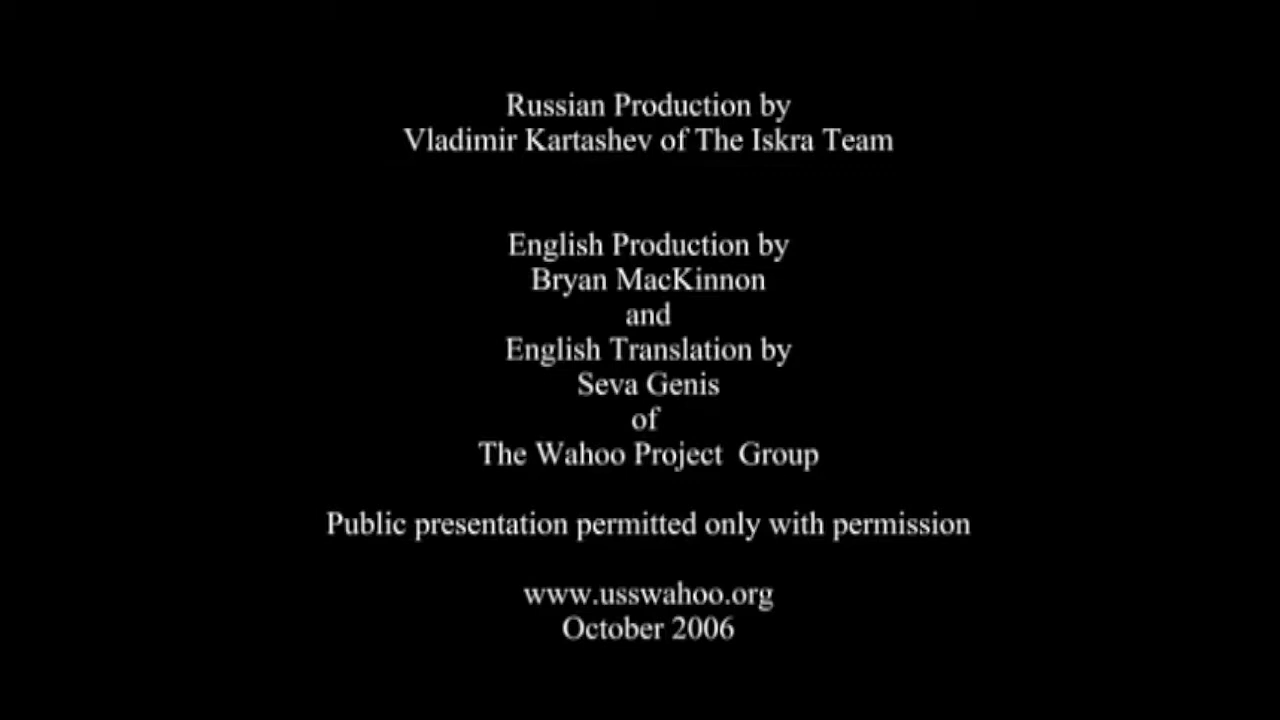 Russian Production by
Vladimir Kartashev of The Iskra Team
English Production by
Bryan MacKinnon
and
English Translation by
Seva Genis
of
The Wahoo Project  Group
Public presentation permitted only with permission
www.usswahoo.org
October 2006